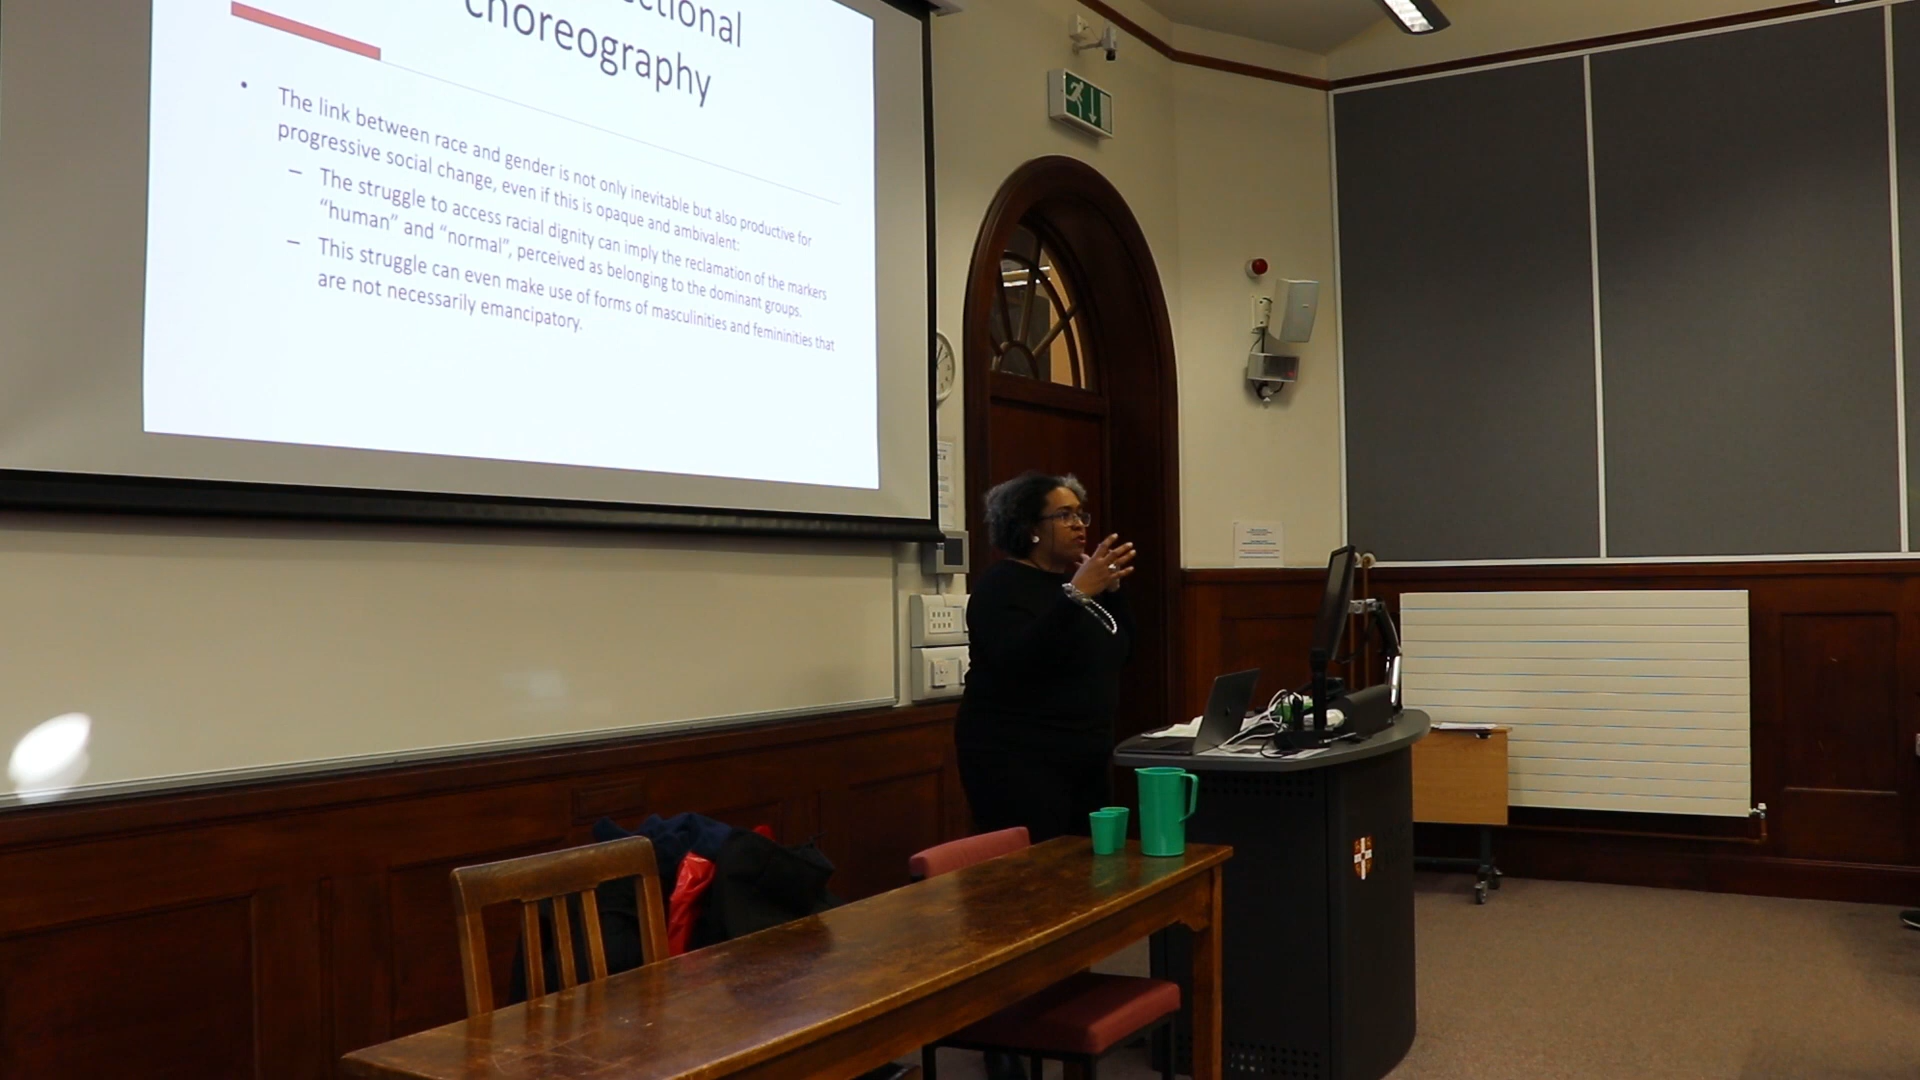 choreography
• The link between race and gender is not only inevitable but also productive for
progressive social change, even if this is opaque and ambivalent:
– The struggle to access racial dignity can imply the reclamation of the markers
“human” and “normal”, perceived as belonging to the dominant groups.
– This struggle can even make use of forms of masculinities and femininities that
are not necessarily emancipatory.